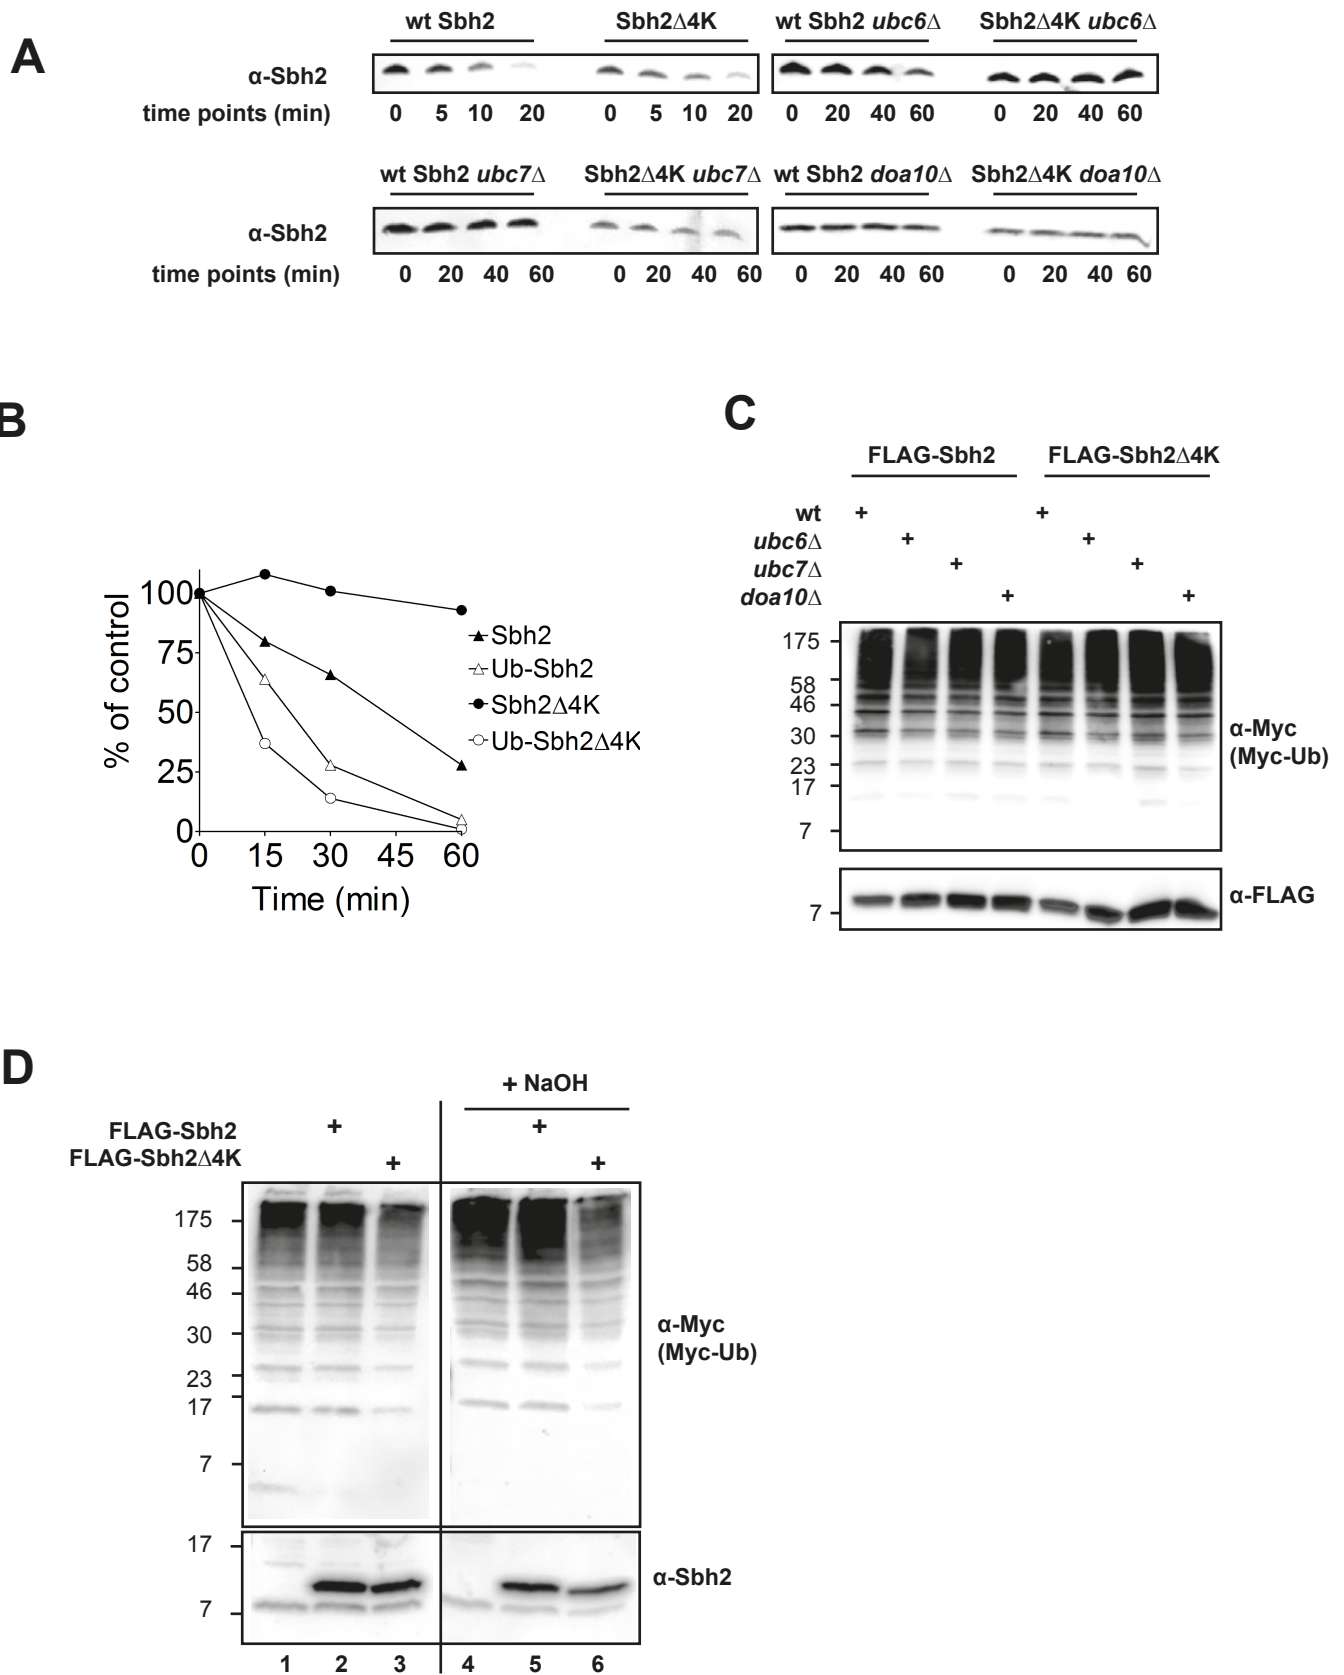 A
wt Sbh2 Sbh2Δ4K wt Sbh2 ubc6Δ Sbh2Δ4K ubc6Δ
α-Sbh2
time points (min) 0 5 10 20 0 5 10 20 0 20 40 60 0 20 40 60
wt Sbh2 ubc7Δ Sbh2Δ4K ubc7Δ wt Sbh2 doa10Δ Sbh2Δ4K doa10Δ
α-Sbh2
time points (min) 0 20 40 60 0 20 40 60 0 20 40 60 0 20 40 60
B
% of control
100
75
50
25
0
0 15 30 45 60
Time (min)
Sbh2
Ub-Sbh2
Sbh2Δ4K
Ub-Sbh2Δ4K
C
FLAG-Sbh2 FLAG-Sbh2Δ4K
wt + +
ubc6Δ + +
ubc7Δ + +
doa10Δ + +
175
58
46
30
23
17
7
α-Myc
(Myc-Ub)
7
α-FLAG
D
+ NaOH
FLAG-Sbh2 + +
FLAG-Sbh2Δ4K + +
175
58
46
30
23
17
7
α-Myc
(Myc-Ub)
17
7
α-Sbh2
1 2 3 4 5 6